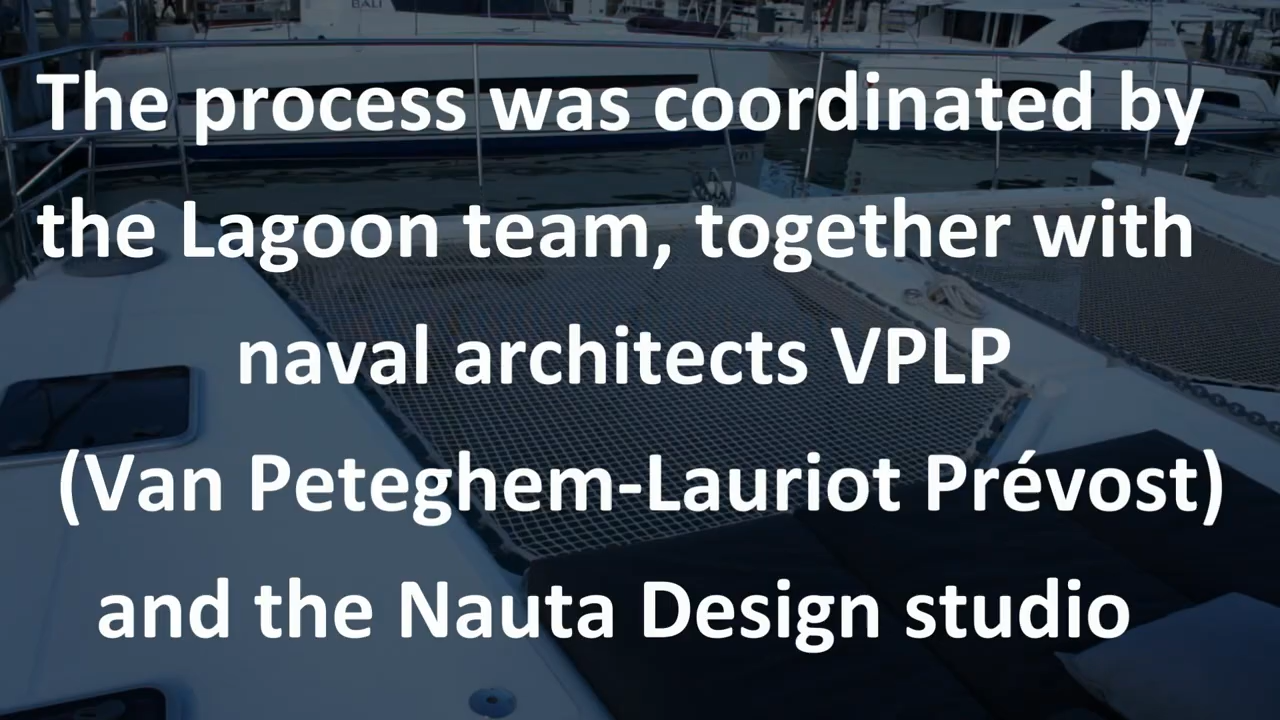 BALI
The process was coordinated by
the Lagoon team, together with
naval architects VPLP
(Van Peteghem-Lauriot Prévost)
and the Nauta Design studio